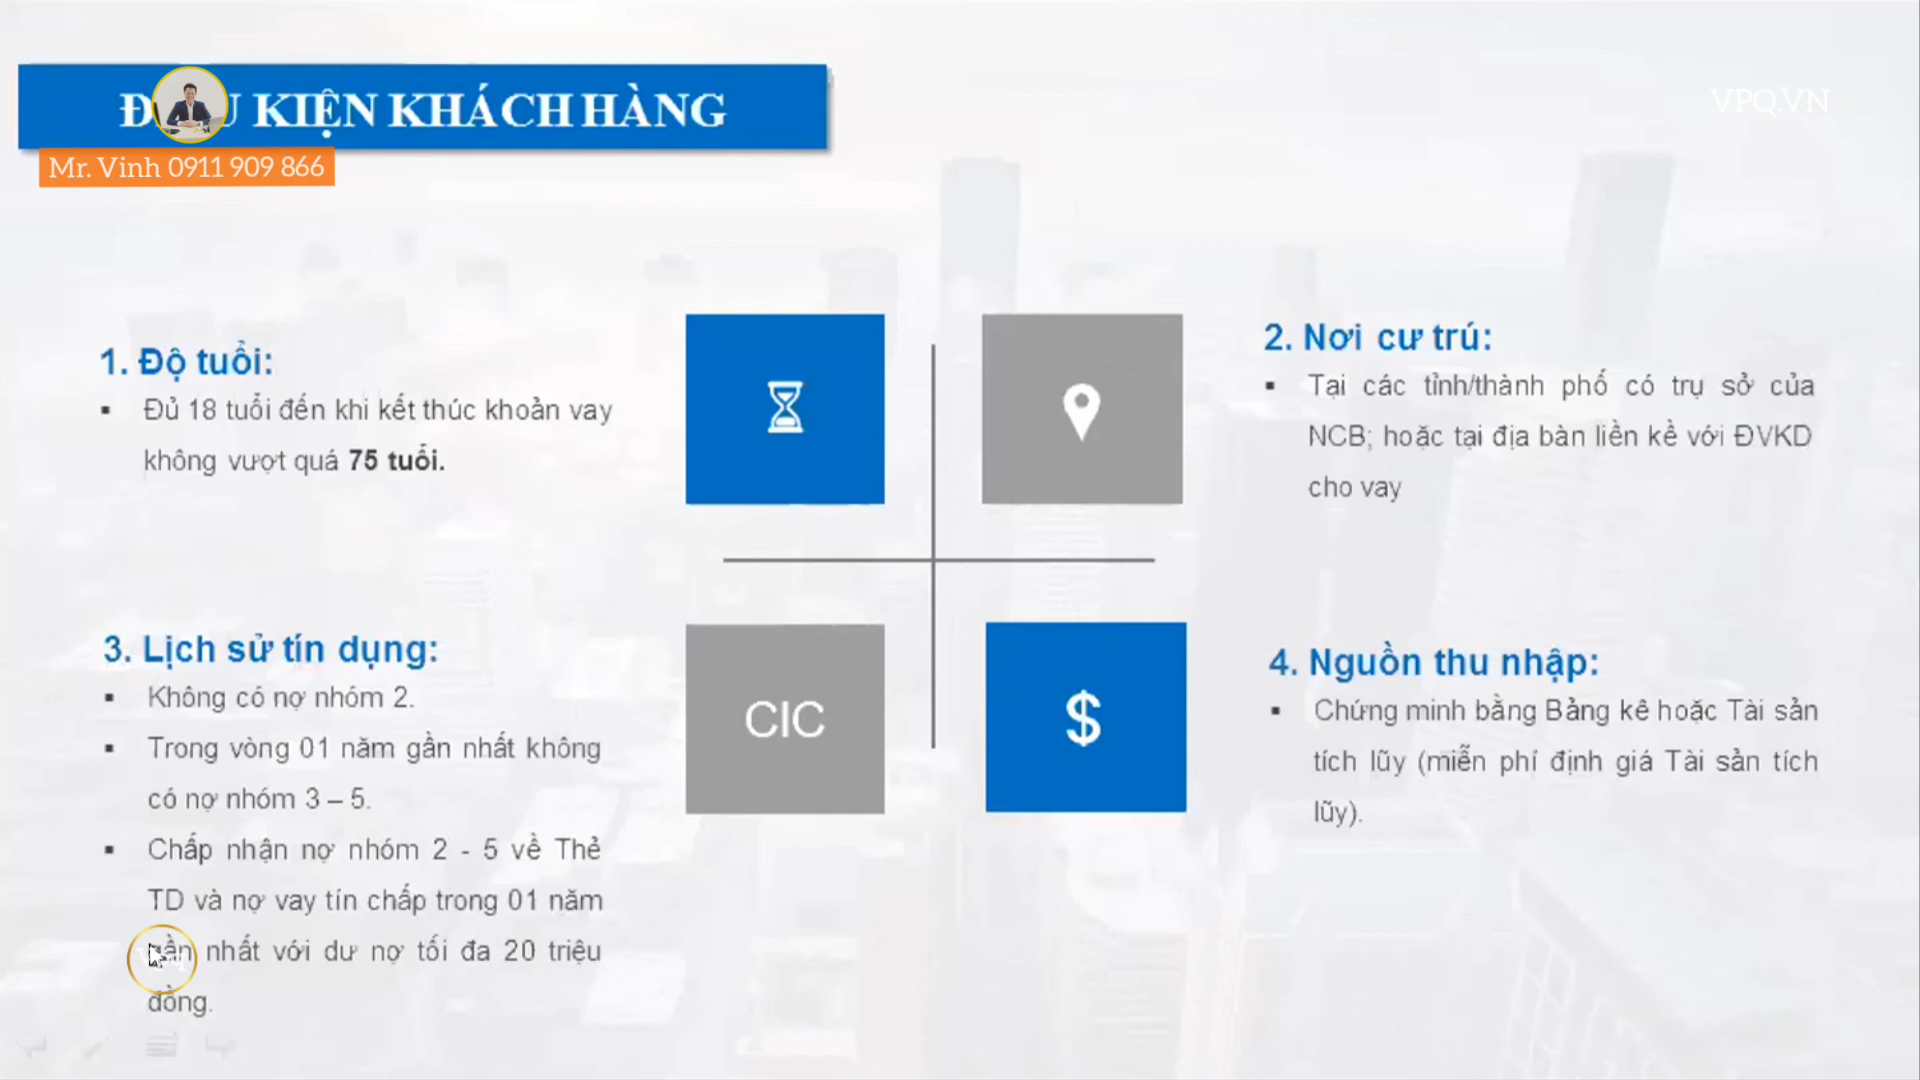 KIỆN KHÁCH HÀNG
VPQ.VN
Mr. Vinh 0911 909 866
1. Độ tuổi:
▪ Đủ 18 tuổi đến khi kết thúc khoản vay
không vượt quá 75 tuổi.
2. Nơi cư trú:
▪ Tại các tỉnh/thành phố có trụ sở của
NCB; hoặc tại địa bàn liền kề với ĐVKD
cho vay
3. Lịch sử tín dụng:
▪ Không có nợ nhóm 2.
▪ Trong vòng 01 năm gần nhất không
có nợ nhóm 3 – 5.
▪ Chấp nhận nợ nhóm 2 - 5 về Thẻ
TD và nợ vay tín chấp trong 01 năm
nhất với dư nợ tối đa 20 triệu
đồng.
CIC
$
4. Nguồn thu nhập:
▪ Chứng minh bằng Bảng kê hoặc Tài sản
tích lũy (miễn phí định giá Tài sản tích
lũy).